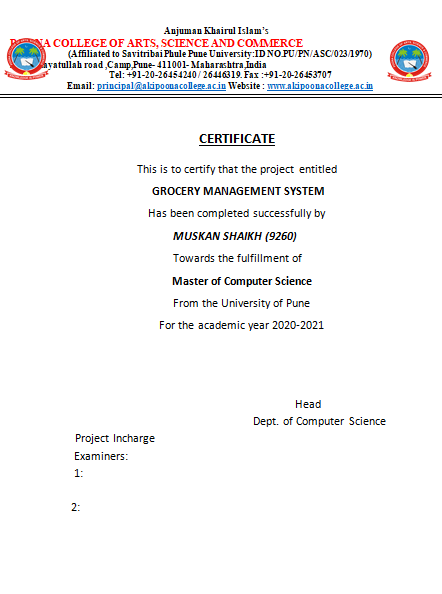 Anjuman Khairul Islam's
NA COLLEGE OF ARTS, SCIENCE AND COMMERCE
(Affiliated to Savitribai Phule Pune University:ID NO.PU/PN/ASC/023/1970)
ayatullah road ,Camp,Pune- 411001- Maharashtra,India
Tel: +91-20-26454240 / 26446319. Fax :+91-20-26453707
Email: principal@akipoonacollege.ac.in Website : www.akipoonacollege.ac.in
CERTIFICATE
This is to certify that the project entitled
GROCERY MANAGEMENT SYSTEM
Has been completed successfully by
MUSKAN SHAIKH (9260)
Towards the fulfillment of
Master of Computer Science
From the University of Pune
For the academic year 2020-2021
Head
Dept. of Computer Science
Project Incharge
Examiners:
1:
2: